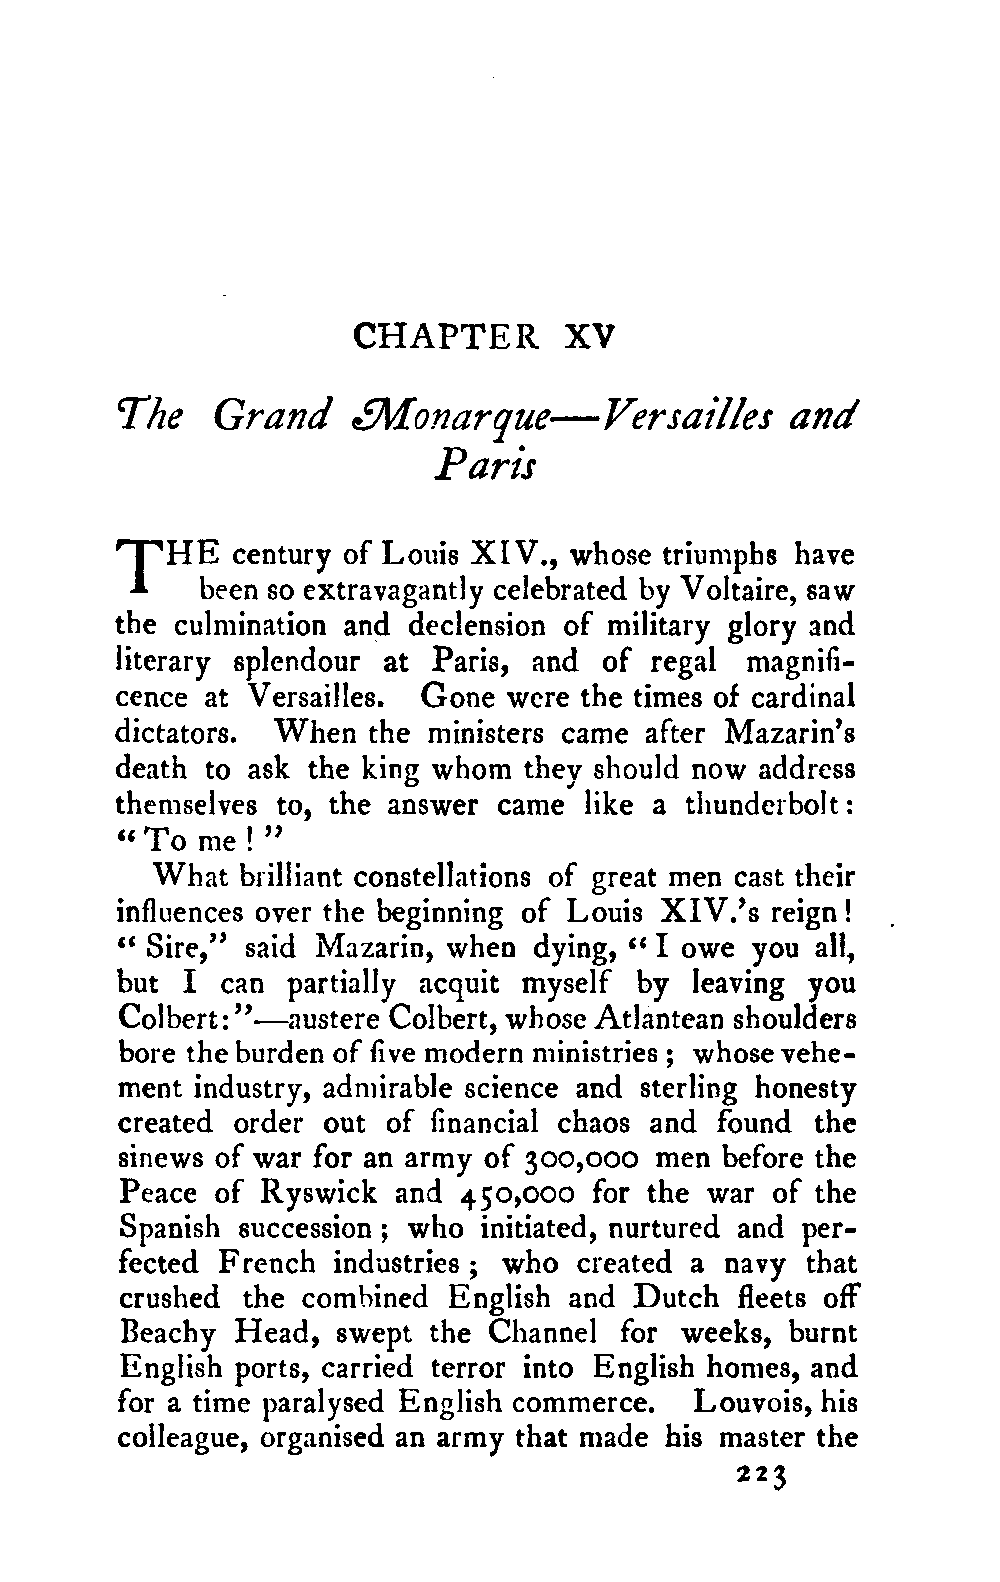 CHAPTER XV
The Grand Monarque—Versailles and
Paris
THE century of Louis XIV., whose triumphs have
been so extravagantly celebrated by Voltaire, saw
the culmination and declension of military glory and
literary splendour at Paris, and of regal magnifi-
cence at Versailles. Gone were the times of cardinal
dictators. When the ministers came after Mazarin's
death to ask the king whom they should now address
themselves to, the answer came like a thunderbolt:
“To me!”
What brilliant constellations of great men cast their
influences over the beginning of Louis XIV.'s reign!
“Sire,” said Mazarin, when dying, “I owe you all,
but I can partially acquit myself by leaving you
Colbert:”—austere Colbert, whose Atlantean shoulders
bore the burden of five modern ministries; whose vehe-
ment industry, admirable science and sterling honesty
created order out of financial chaos and found the
sinews of war for an army of 300,000 men before the
Peace of Ryswick and 450,000 for the war of the
Spanish succession; who initiated, nurtured and per-
fected French industries; who created a navy that
crushed the combined English and Dutch fleets off
Beachy Head, swept the Channel for weeks, burnt
English ports, carried terror into English homes, and
for a time paralysed English commerce. Louvois, his
colleague, organised an army that made his master the
223